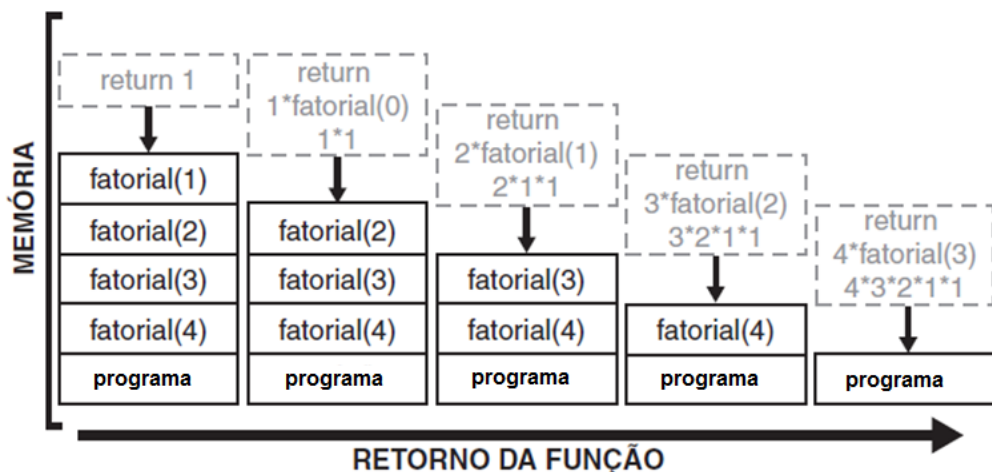 MEMÓRIA
return 1
fatorial(1)
fatorial(2)
fatorial(3)
fatorial(4)
programa
return
1*fatorial(0)
1*1
fatorial(2)
fatorial(3)
fatorial(4)
programa
return
2*fatorial(1)
2*1*1
fatorial(3)
fatorial(4)
programa
return
3*fatorial(2)
3*2*1*1
fatorial(4)
programa
return
4*fatorial(3)
4*3*2*1*1
programa
RETORNO DA FUNÇÃO